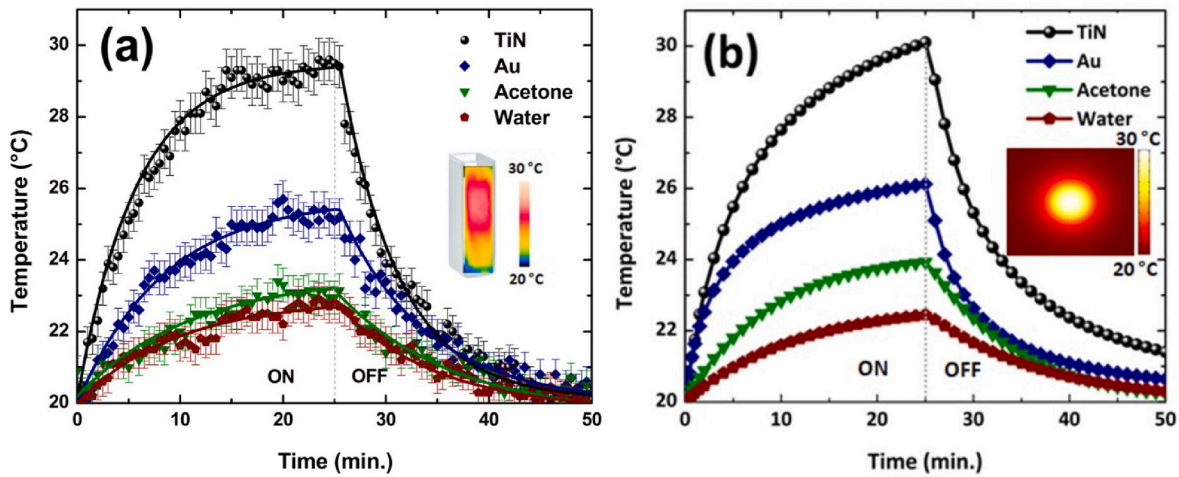 (a)
TiN
Au
Acetone
Water
30 °C
20 °C
ON
OFF
Temperature (°C)
30
28
26
24
22
20
0
10
20
30
40
50
Time (min.)
(b)
TiN
Au
Acetone
Water
30 °C
20 °C
ON
OFF
Temperature (°C)
30
28
26
24
22
20
0
10
20
30
40
50
Time (min.)